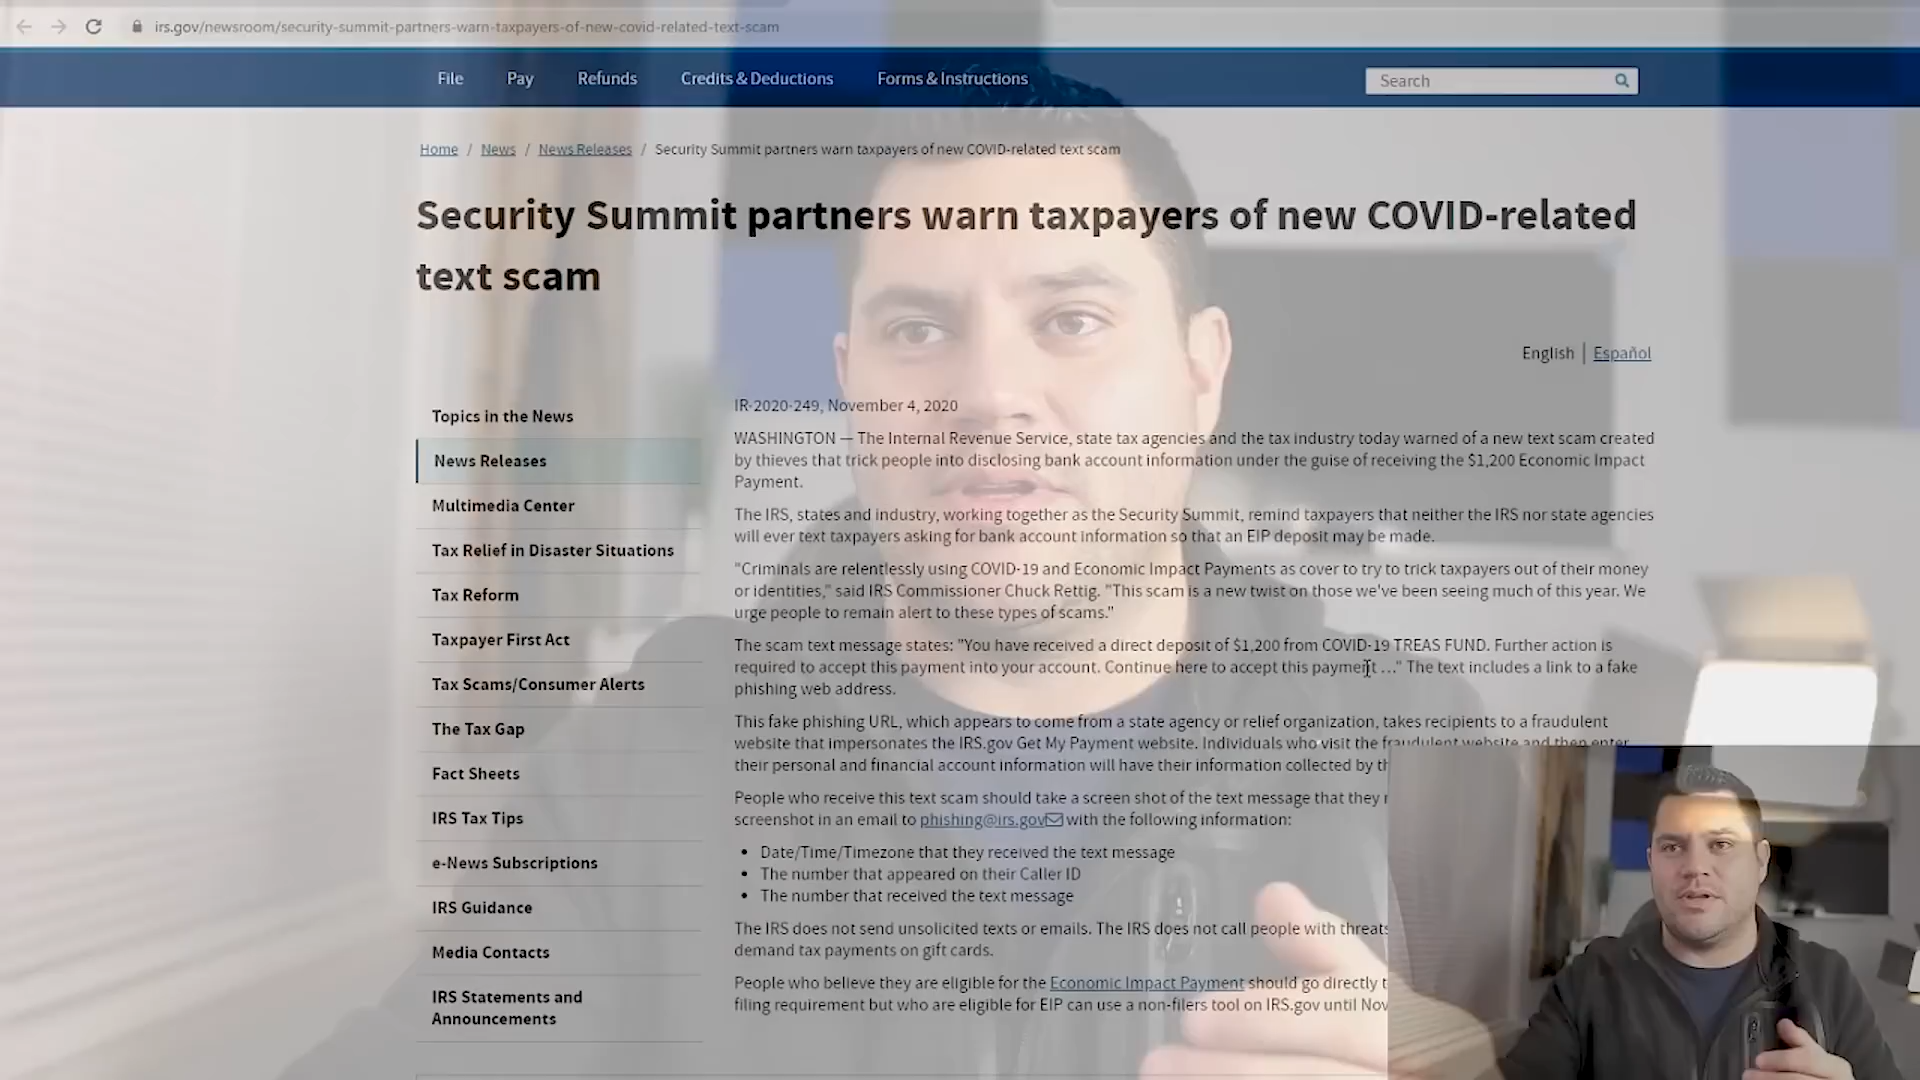 irs.gov/newsroom/security-summit-partners-warn-taxpayers-of-new-covid-related-text-scam
File Pay Refunds Credits & Deductions Forms & Instructions Search
Home / News / News Releases / Security Summit partners warn taxpayers of new COVID-related text scam
Security Summit partners warn taxpayers of new COVID-related
text scam
English | Español
Topics in the News
News Releases
Multimedia Center
Tax Relief in Disaster Situations
Tax Reform
Taxpayer First Act
Tax Scams/Consumer Alerts
The Tax Gap
Fact Sheets
IRS Tax Tips
e-News Subscriptions
IRS Guidance
Media Contacts
IRS Statements and
Announcements
IR-2020-249, November 4, 2020
WASHINGTON — The Internal Revenue Service, state tax agencies and the tax industry today warned of a new text scam created
by thieves that trick people into disclosing bank account information under the guise of receiving the $1,200 Economic Impact
Payment.
The IRS, states and industry, working together as the Security Summit, remind taxpayers that neither the IRS nor state agencies
will ever text taxpayers asking for bank account information so that an EIP deposit may be made.
"Criminals are relentlessly using COVID-19 and Economic Impact Payments as cover to try to trick taxpayers out of their money
or identities," said IRS Commissioner Chuck Rettig. "This scam is a new twist on those we've been seeing much of this year. We
urge people to remain alert to these types of scams."
The scam text message states: "You have received a direct deposit of $1,200 from COVID-19 TREAS FUND. Further action is
required to accept this payment into your account. Continue here to accept this payment …" The text includes a link to a fake
phishing web address.
This fake phishing URL, which appears to come from a state agency or relief organization, takes recipients to a fraudulent
website that impersonates the IRS.gov Get My Payment website. Individuals who visit the fraudulent website and then enter
their personal and financial account information will have their information collected by
People who receive this text scam should take a screen shot of the text message that they
screenshot in an email to phishing@irs.gov with the following information:
• Date/Time/Timezone that they received the text message
• The number that appeared on their Caller ID
• The number that received the text message
The IRS does not send unsolicited texts or emails. The IRS does not call people with threats
demand tax payments on gift cards.
People who believe they are eligible for the Economic Impact Payment should go directly
filing requirement but who are eligible for EIP can use a non-filers tool on IRS.gov until Nov